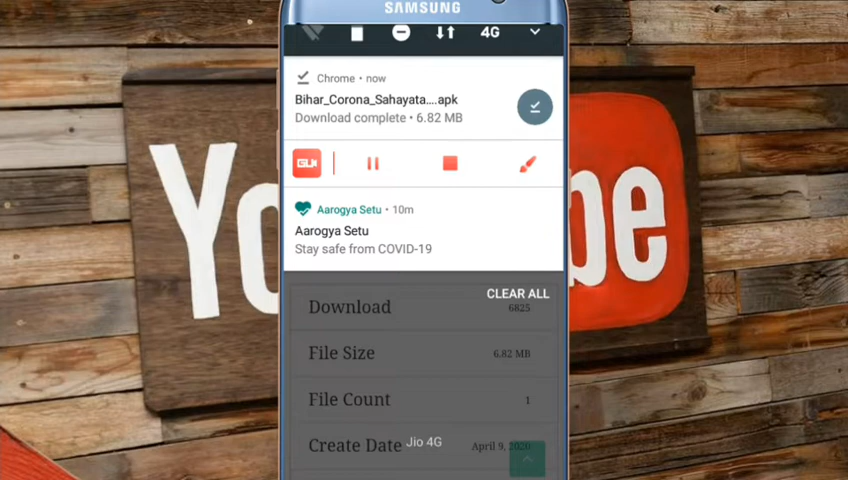 SAMSUNG
4G
Chrome • now
Bihar_Corona_Sahayata....apk
Download complete • 6.82 MB
Aarogya Setu • 10m
Aarogya Setu
Stay safe from COVID-19
CLEAR ALL
Download 6825
File Size 6.82 MB
File Count 1
Create Date April 9, 2020
Jio 4G
You
be